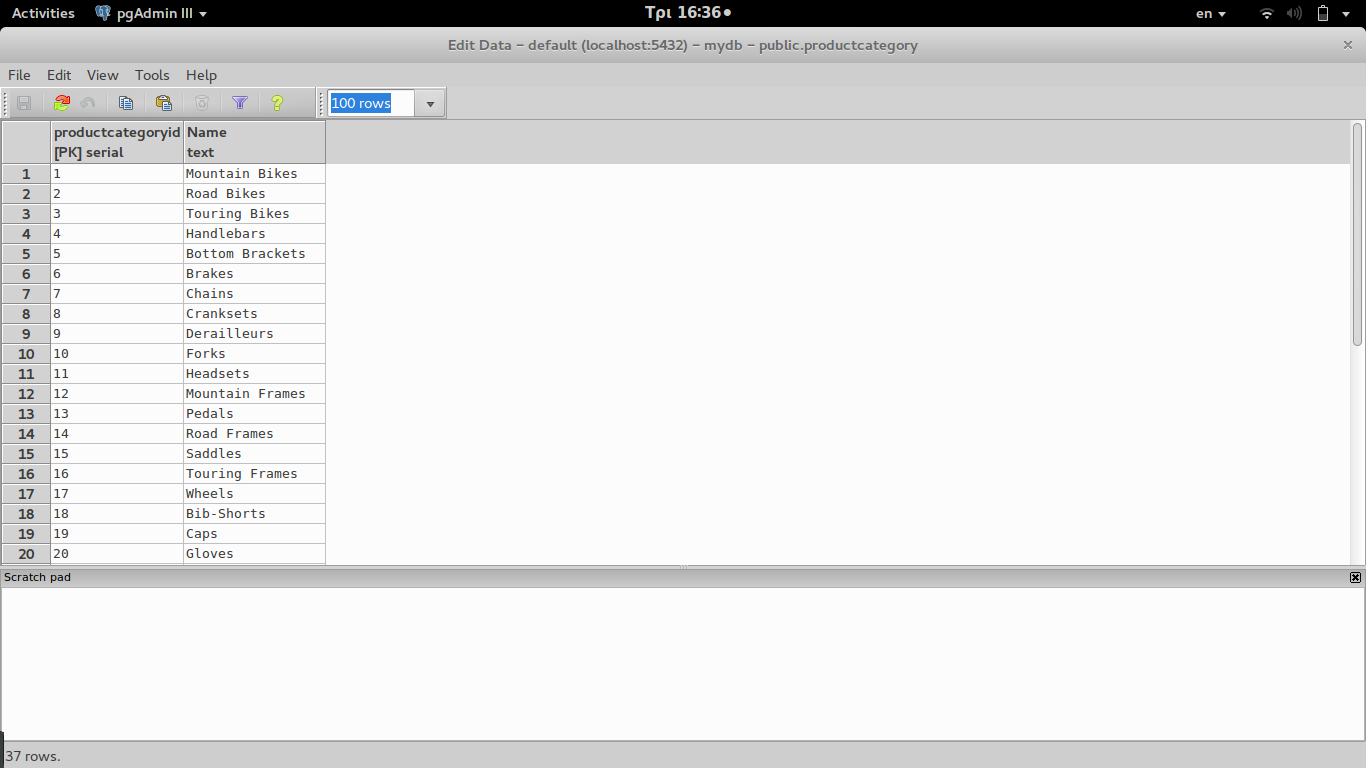 Activities pgAdmin III Τρι 16:36 en
Edit Data – default (localhost:5432) – mydb – public.productcategory
File Edit View Tools Help
100 rows
productcategoryid Name
[PK] serial text
1 1 Mountain Bikes
2 2 Road Bikes
3 3 Touring Bikes
4 4 Handlebars
5 5 Bottom Brackets
6 6 Brakes
7 7 Chains
8 8 Cranksets
9 9 Derailleurs
10 10 Forks
11 11 Headsets
12 12 Mountain Frames
13 13 Pedals
14 14 Road Frames
15 15 Saddles
16 16 Touring Frames
17 17 Wheels
18 18 Bib-Shorts
19 19 Caps
20 20 Gloves
Scratch pad
37 rows.